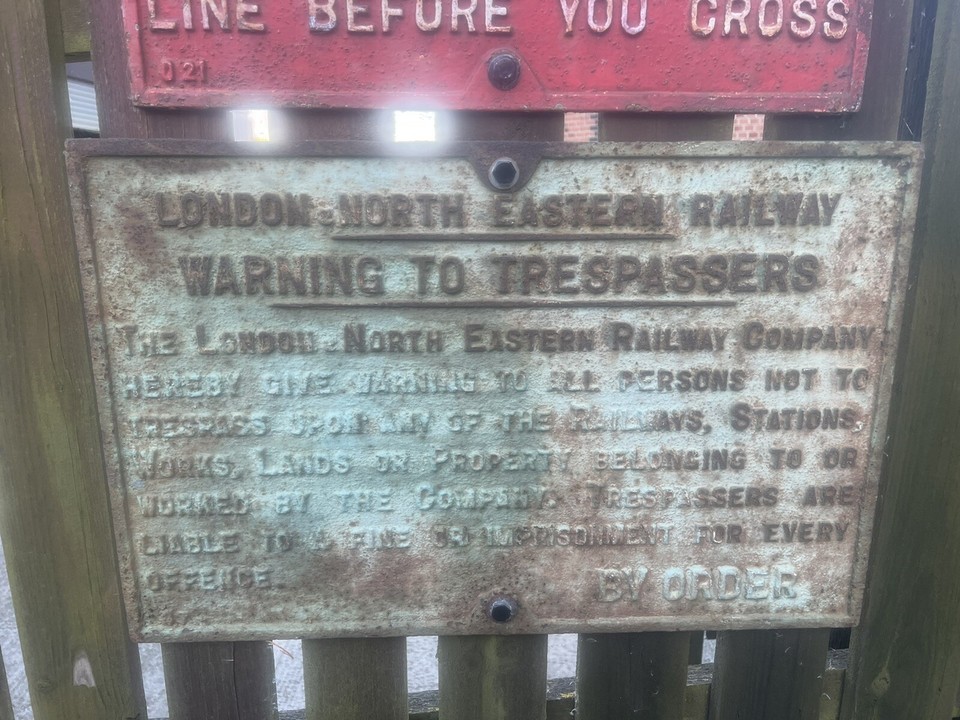 LINE BEFORE YOU CROSS
021
LONDON & NORTH EASTERN RAILWAY
WARNING TO TRESPASSERS
THE LONDON & NORTH EASTERN RAILWAY COMPANY
HEREBY GIVE WARNING TO ALL PERSONS NOT TO
TRESPASS UPON ANY OF THE RAILWAYS, STATIONS,
WORKS, LANDS OR PROPERTY BELONGING TO OR
WORKED BY THE COMPANY. TRESPASSERS ARE
LIABLE TO A FINE OR IMPRISONMENT FOR EVERY
OFFENCE. BY ORDER